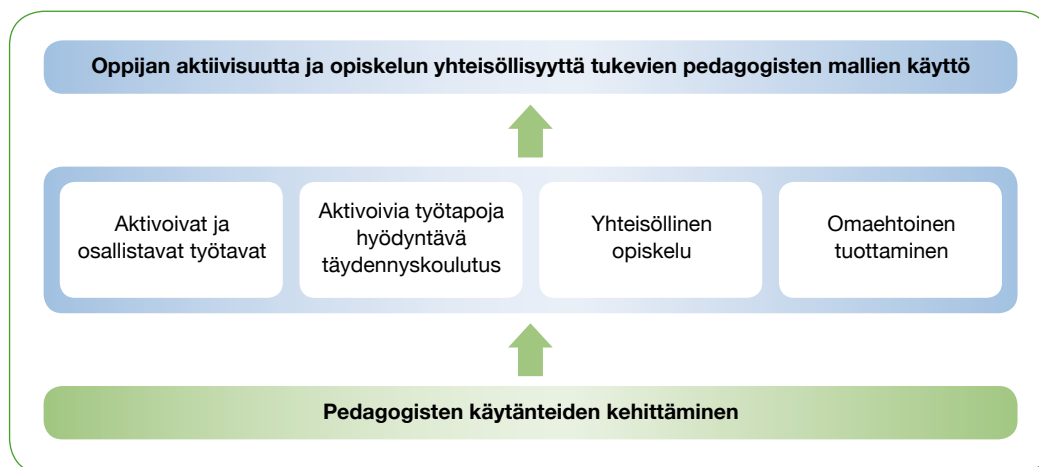 Oppijan aktiivisuutta ja opiskelun yhteisöllisyyttä tukevien pedagogisten mallien käyttö
Aktivoivat ja
osallistavat työtavat
Aktivoivia työtapoja
hyödyntävä
täydennyskoulutus
Yhteisöllinen
opiskelu
Omaehtoinen
tuottaminen
Pedagogisten käytänteiden kehittäminen